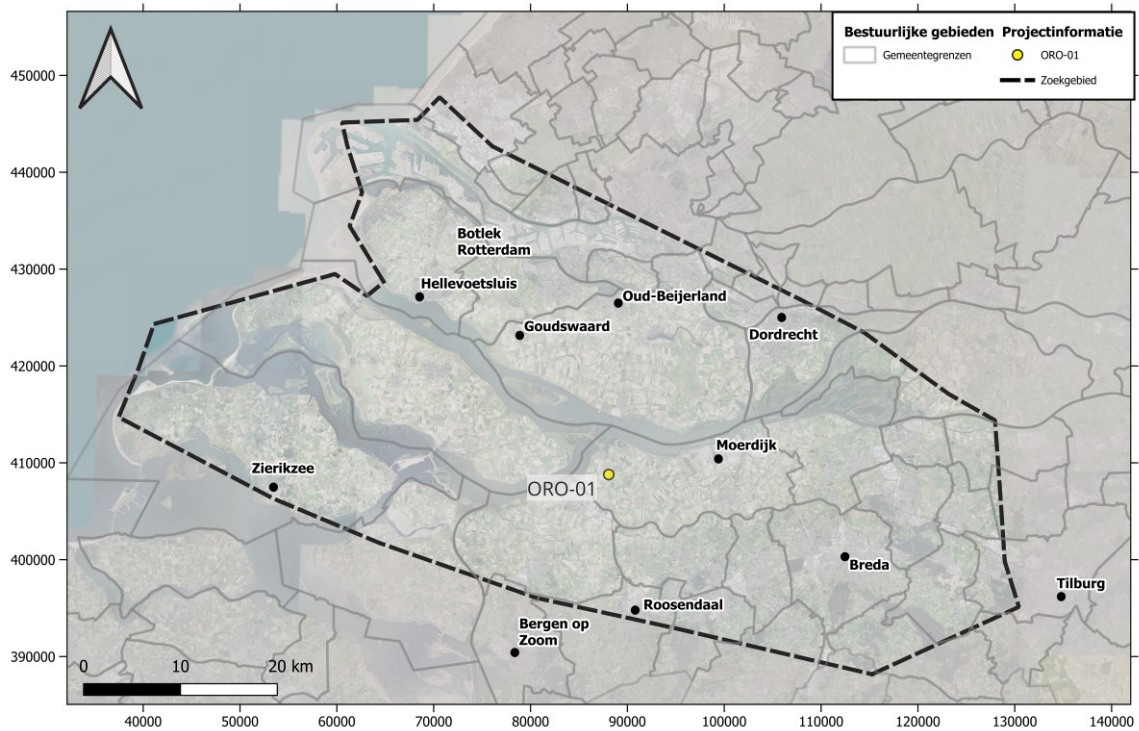 Bestuurlijke gebieden
Gemeentegrenzen
Projectinformatie
ORO-01
Zoekgebied
450000
440000
430000
420000
410000
400000
390000
Botlek
Rotterdam
Hellevoetsluis
Oud-Beijerland
Goudswaard
Dordrecht
Moerdijk
Zierikzee
ORO-01
Breda
Tilburg
Roosendaal
Bergen op
Zoom
0 10 20 km
40000 50000 60000 70000 80000 90000 100000 110000 120000 130000 140000